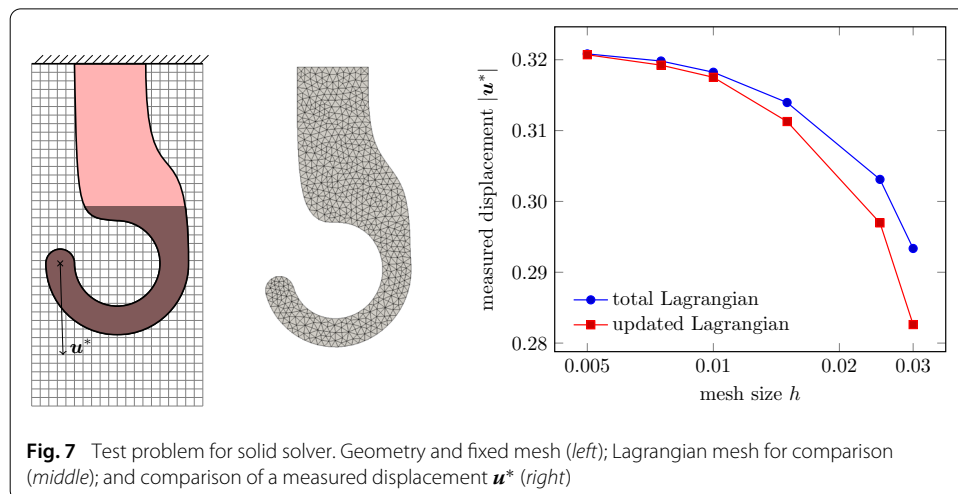 u*
measured displacement |u*|
0.32
0.31
0.30
0.29
0.28
total Lagrangian
updated Lagrangian
0.005
0.01
0.02
0.03
mesh size h
Fig. 7 Test problem for solid solver. Geometry and fixed mesh (left); Lagrangian mesh for comparison
(middle); and comparison of a measured displacement u* (right)